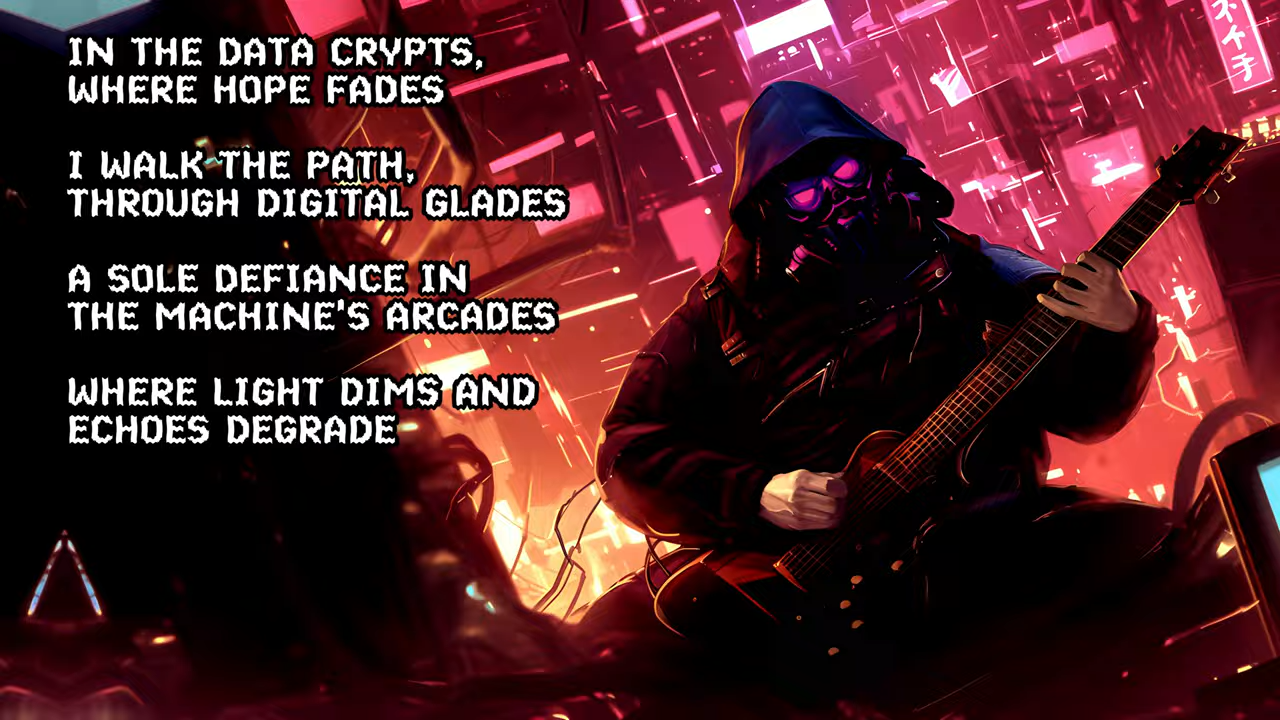 IN THE DATA CRYPTS,
WHERE HOPE FADES
I WALK THE PATH,
THROUGH DIGITAL GLADES
A SOLE DEFIANCE IN
THE MACHINE'S ARCADES
WHERE LIGHT DIMS AND
ECHOES DEGRADE